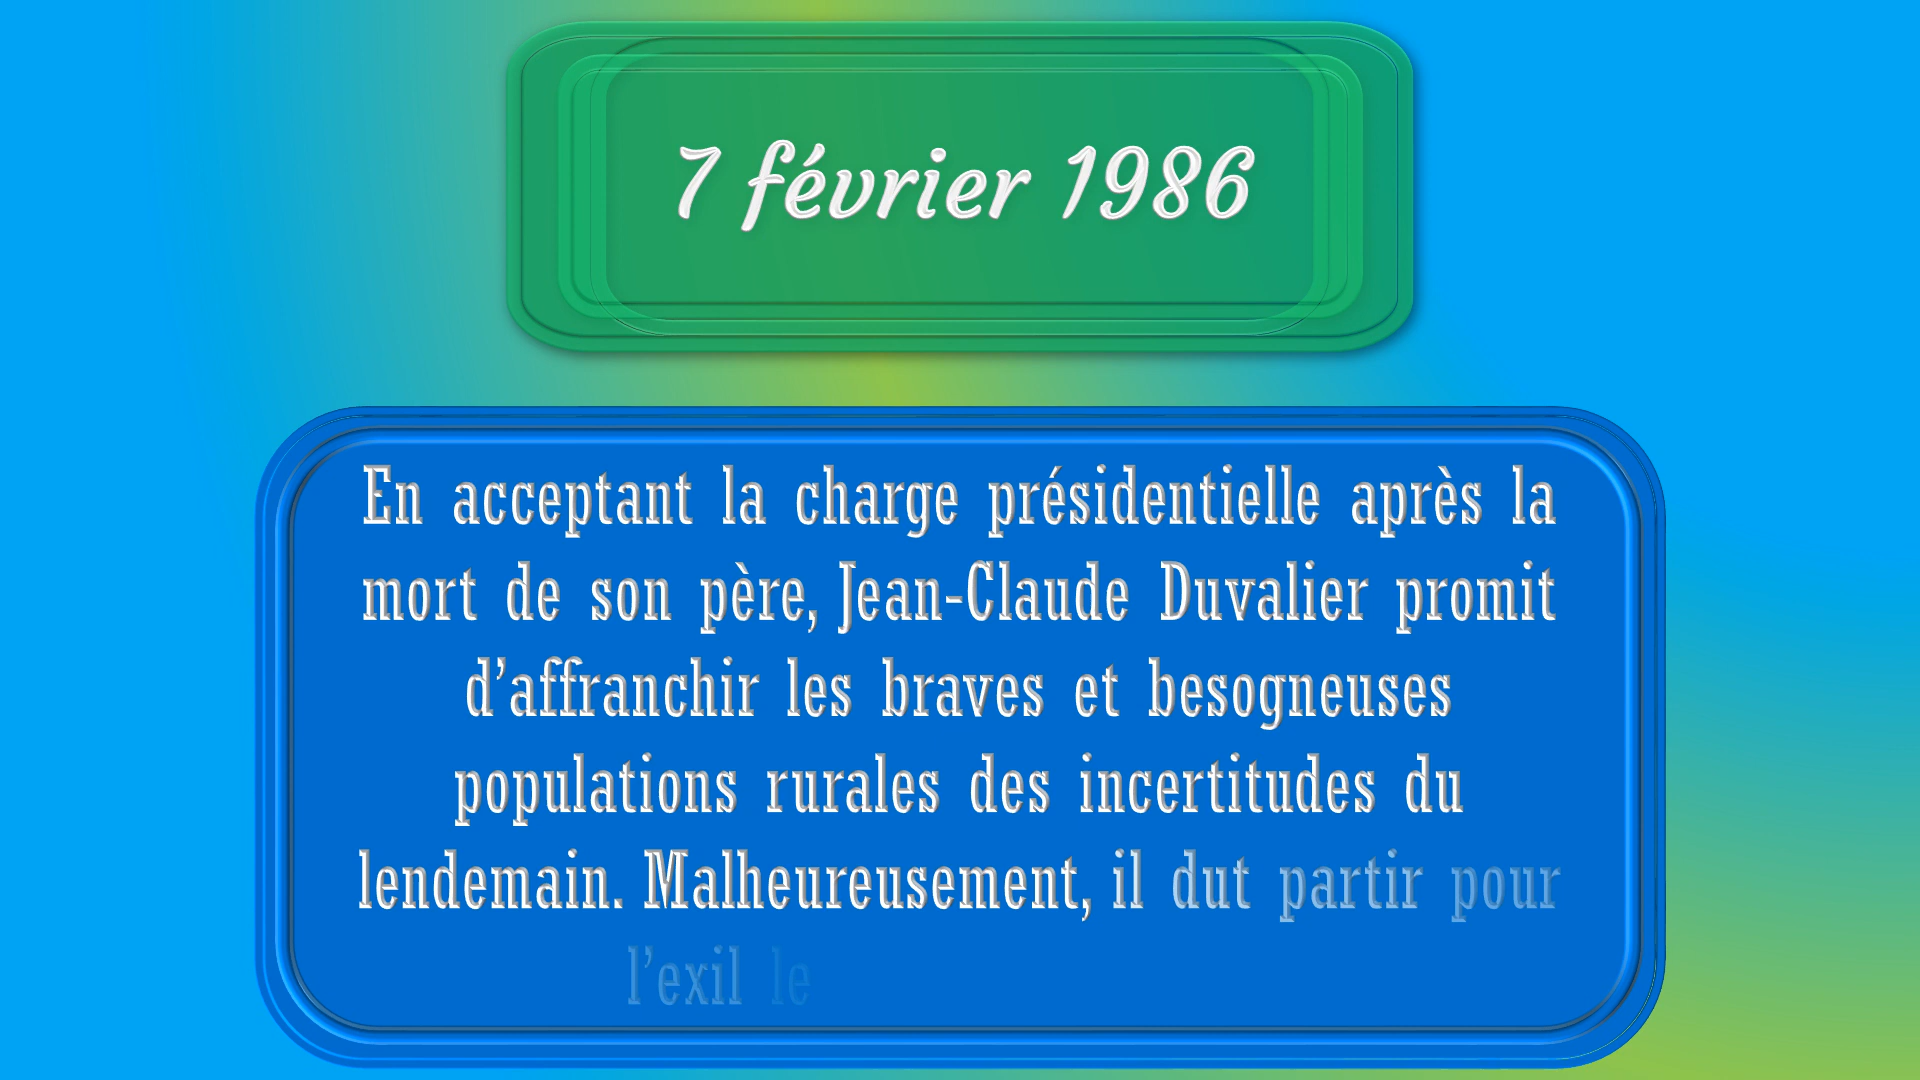 7 février 1986
En acceptant la charge présidentielle après la
mort de son père, Jean-Claude Duvalier promit
d’affranchir les braves et besogneuses
populations rurales des incertitudes du
lendemain. Malheureusement, il dut partir pour
l’exil le